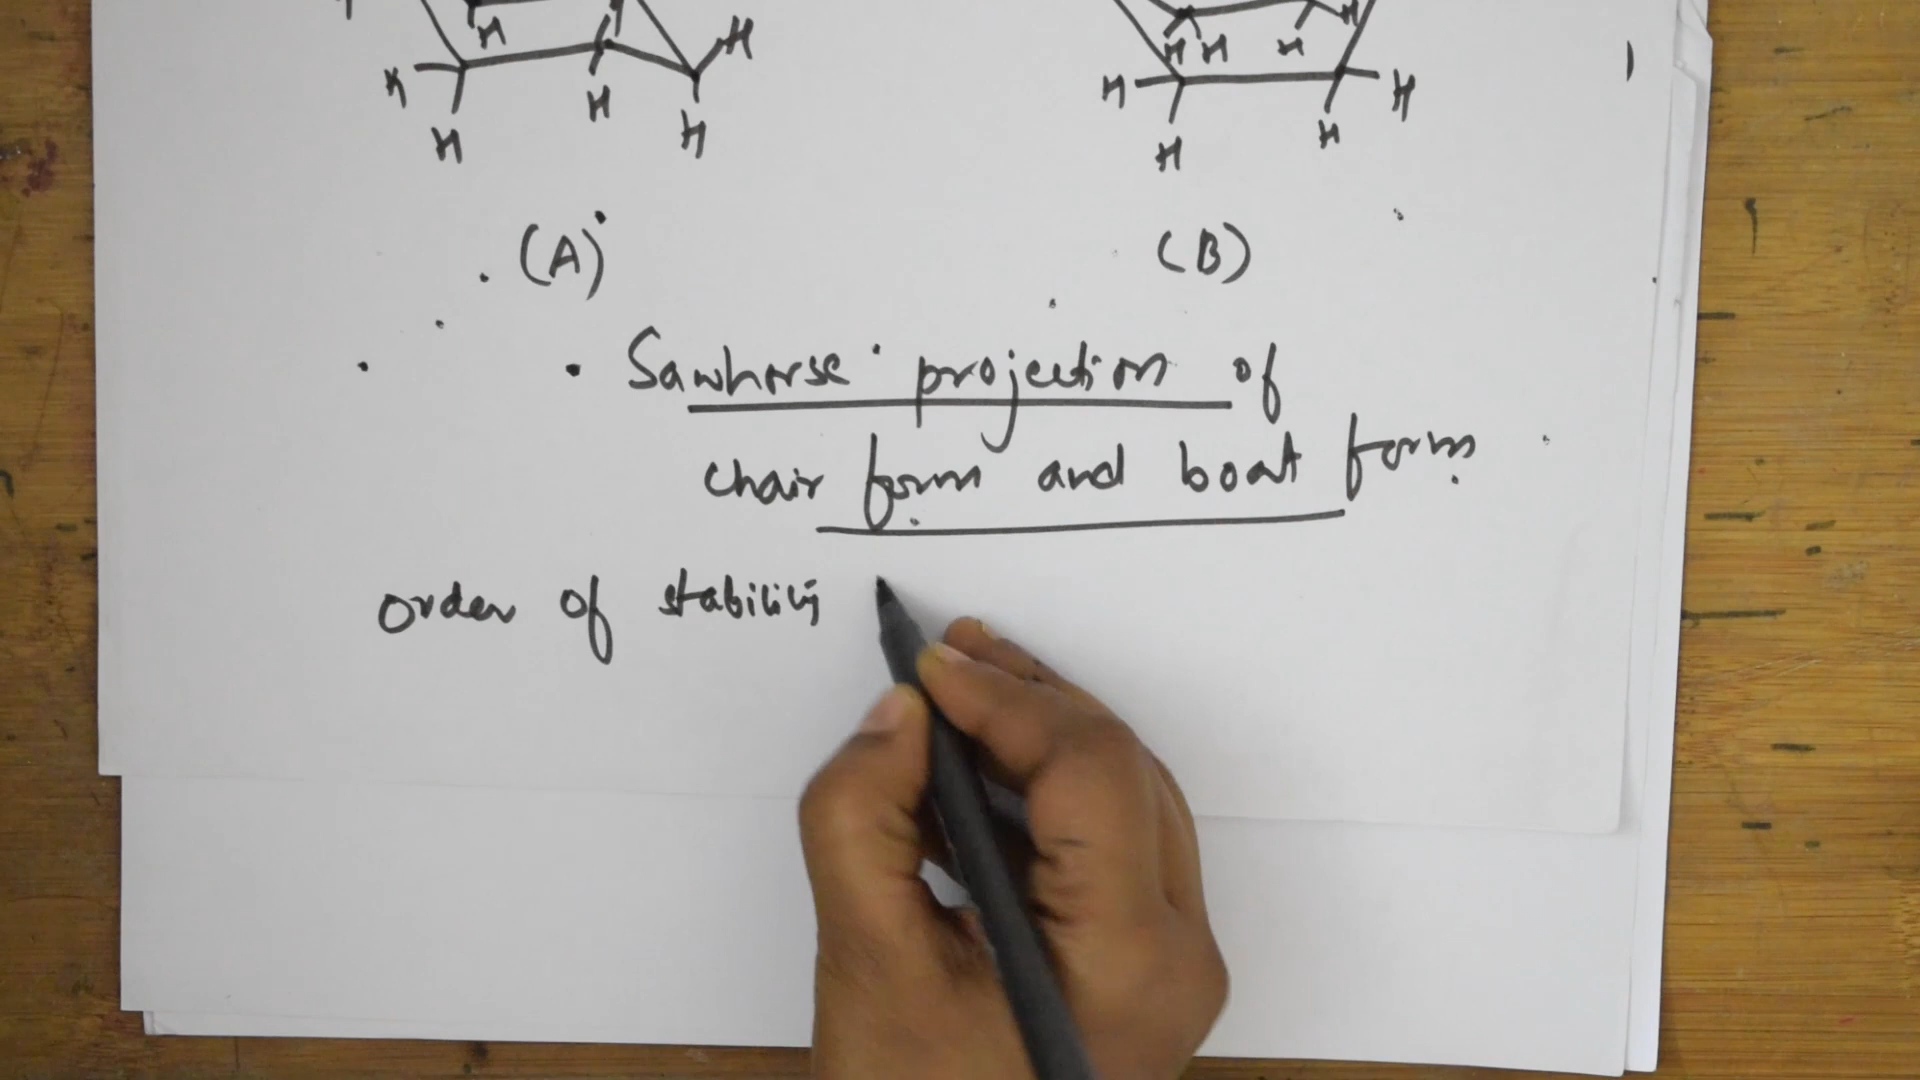 H H H H H H
H H H H
H H H
H H
(A) (B)
Sawhorse projection of
chair form and boat form
order of stability